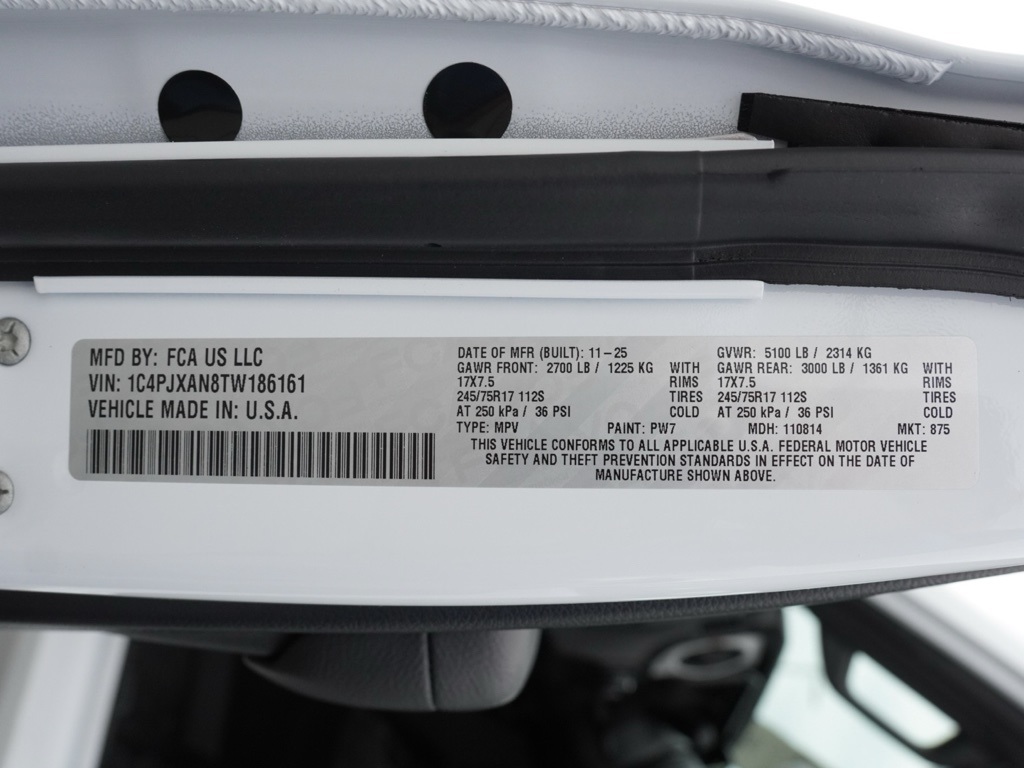 MFD BY: FCA US LLC
VIN: 1C4PJXAN8TW186161
VEHICLE MADE IN: U.S.A.
DATE OF MFR (BUILT): 11-25 GVWR: 5100 LB / 2314 KG
GAWR FRONT: 2700 LB / 1225 KG WITH GAWR REAR: 3000 LB / 1361 KG WITH
17X7.5 RIMS 17X7.5 RIMS
245/75R17 112S TIRES 245/75R17 112S TIRES
AT 250 kPa / 36 PSI COLD AT 250 kPa / 36 PSI COLD
TYPE: MPV PAINT: PW7 MDH: 110814 MKT: 875
THIS VEHICLE CONFORMS TO ALL APPLICABLE U.S.A. FEDERAL MOTOR VEHICLE
SAFETY AND THEFT PREVENTION STANDARDS IN EFFECT ON THE DATE OF
MANUFACTURE SHOWN ABOVE.